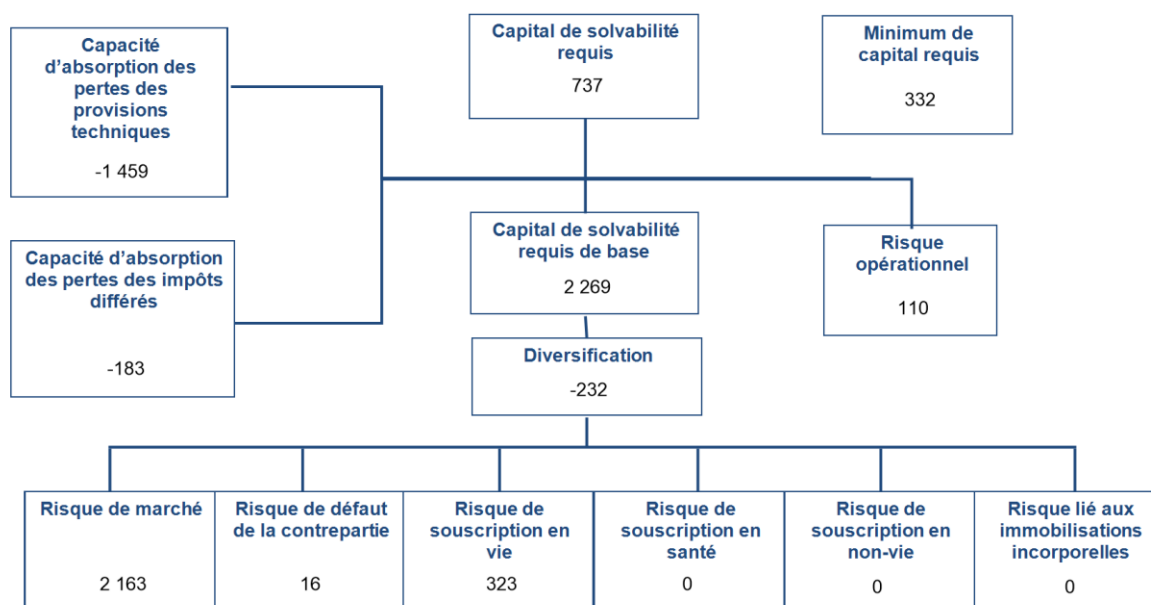 Capacité
d’absorption des
pertes des
provisions
techniques
-1 459
Capital de solvabilité
requis
737
Minimum de
capital requis
332
Capacité d’absorption
des pertes des impôts
différés
-183
Capital de solvabilité
requis de base
2 269
Risque
opérationnel
110
Diversification
-232
Risque de marché
2 163
Risque de défaut
de la contrepartie
16
Risque de
souscription en
vie
323
Risque de
souscription en
santé
0
Risque de
souscription en
non-vie
0
Risque lié aux
immobilisations
incorporelles
0